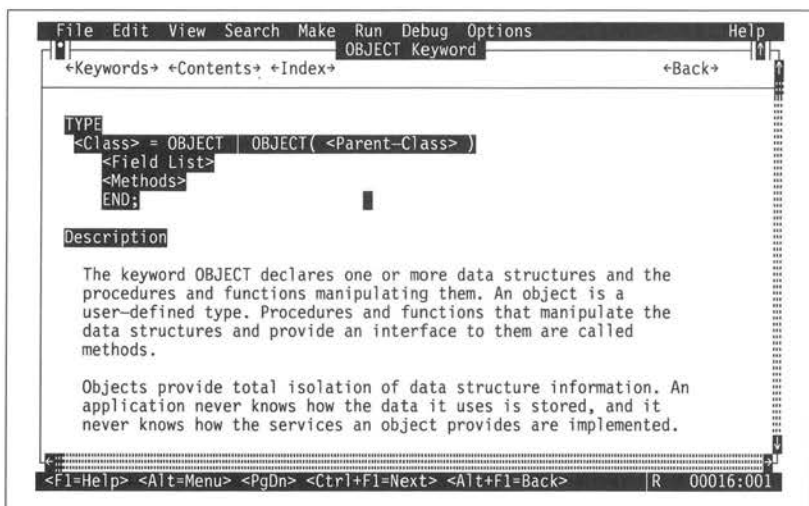 File Edit View Search Make Run Debug Options Help
OBJECT Keyword
←Keywords→ ←Contents→ ←Index→ ←Back→
TYPE
<Class> = OBJECT | OBJECT( <Parent—Class> )
<Field List>
<Methods>
END;
Description
The keyword OBJECT declares one or more data structures and the
procedures and functions manipulating them. An object is a
user—defined type. Procedures and functions that manipulate the
data structures and provide an interface to them are called
methods.
Objects provide total isolation of data structure information. An
application never knows how the data it uses is stored, and it
never knows how the services an object provides are implemented.
<F1=Help> <Alt=Menu> <PgDn> <Ctrl+F1=Next> <Alt+F1=Back> R 00016:001